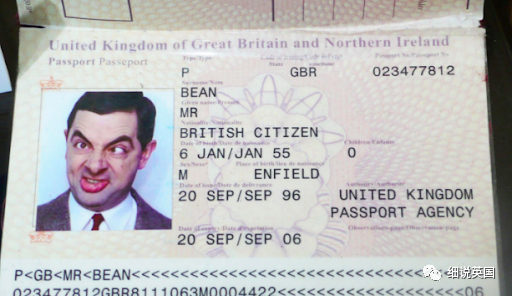 United Kingdom of Great Britain and Northern Ireland
Passport Passeport
P GBR 023477812
BEAN
MR
BRITISH CITIZEN
6 JAN/JAN 55 0
M ENFIELD
20 SEP/SEP 96 UNITED KINGDOM
PASSPORT AGENCY
20 SEP/SEP 06
P<GB<MR<BEAN<<<<<<<<<<<<<<<<<<<<<<<<<<<<<<<<
023477812GBR8111063M0004422<<<<<<<<<<<<<<<06
细说英国